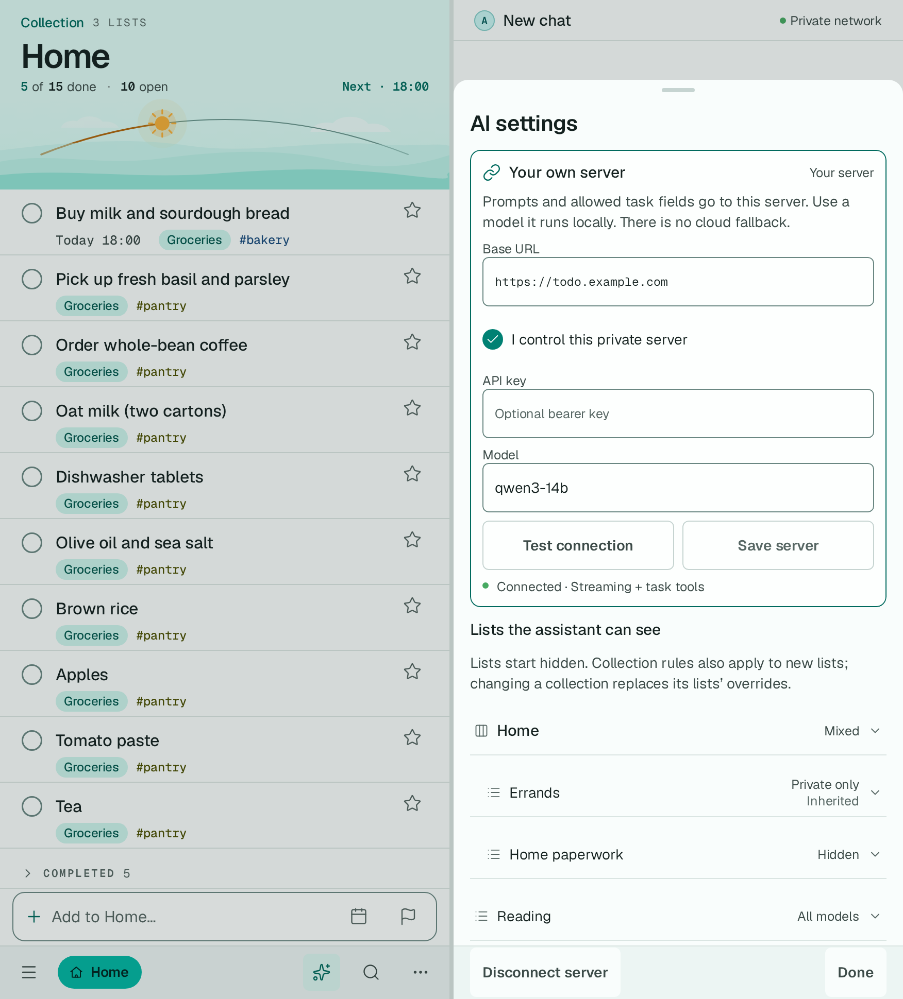 Collection 3 LISTS
Home
5 of 15 done · 10 open
Next · 18:00
Buy milk and sourdough bread
Today 18:00 Groceries #bakery
Pick up fresh basil and parsley
Groceries #pantry
Order whole-bean coffee
Groceries #pantry
Oat milk (two cartons)
Groceries #pantry
Dishwasher tablets
Groceries #pantry
Olive oil and sea salt
Groceries #pantry
Brown rice
Groceries #pantry
Apples
Groceries #pantry
Tomato paste
Groceries #pantry
Tea
Groceries #pantry
COMPLETED 5
Add to Home...
Home
A New chat
Private network
AI settings
Your own server
Your server
Prompts and allowed task fields go to this server. Use a
model it runs locally. There is no cloud fallback.
Base URL
https://todo.example.com
I control this private server
API key
Optional bearer key
Model
qwen3-14b
Test connection
Save server
Connected · Streaming + task tools
Lists the assistant can see
Lists start hidden. Collection rules also apply to new lists;
changing a collection replaces its lists’ overrides.
Home
Mixed
Errands
Private only
Inherited
Home paperwork
Hidden
Reading
All models
Disconnect server
Done